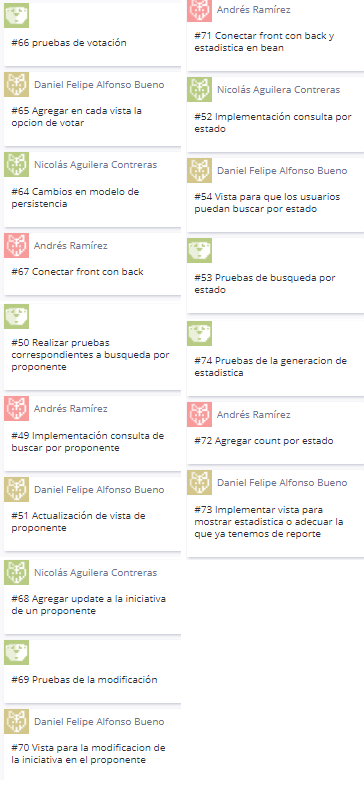 #66 pruebas de votación
Daniel Felipe Alfonso Bueno
#65 Agregar en cada vista la
opcion de votar
Nicolás Aguilera Contreras
#64 Cambios en modelo de
persistencia
Andrés Ramírez
#67 Conectar front con back
#50 Realizar pruebas
correspondientes a busqueda por
proponente
Andrés Ramírez
#49 Implementación consulta de
buscar por proponente
Daniel Felipe Alfonso Bueno
#51 Actualización de vista de
proponente
Nicolás Aguilera Contreras
#68 Agregar update a la iniciativa
de un proponente
#69 Pruebas de la modificación
Daniel Felipe Alfonso Bueno
#70 Vista para la modificacion de
la iniciativa en el proponente
Andrés Ramírez
#71 Conectar front con back y
estadistica en bean
Nicolás Aguilera Contreras
#52 Implementación consulta por
estado
Daniel Felipe Alfonso Bueno
#54 Vista para que los usuarios
puedan buscar por estado
#53 Pruebas de busqueda por
estado
#74 Pruebas de la generacion de
estadistica
Andrés Ramírez
#72 Agregar count por estado
Daniel Felipe Alfonso Bueno
#73 Implementar vista para
mostrar estadistica o adecuar la
que ya tenemos de reporte